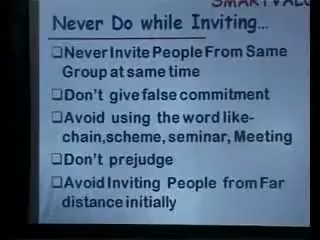 SMARTVALU
Never Do while Inviting...
❑Never Invite People From Same
Group at same time
❑Don't give false commitment
❑Avoid using the word like-
chain,scheme, seminar, Meeting
❑Don't prejudge
❑Avoid Inviting People from Far
distance initially